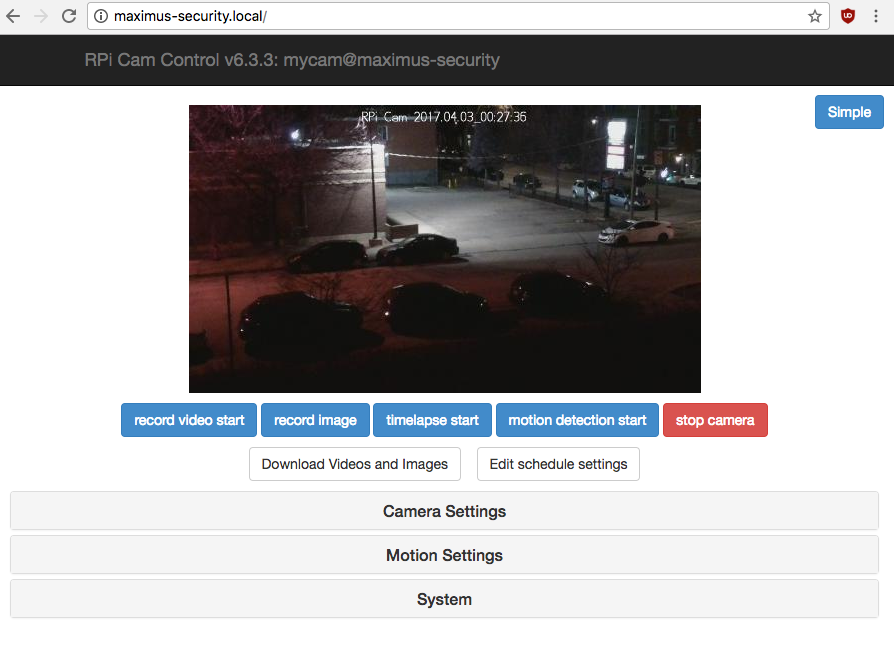 maximus-security.local/
RPi Cam Control v6.3.3: mycam@maximus-security
Simple
RPi Cam 2017.04.03_00:27:36
record video start
record image
timelapse start
motion detection start
stop camera
Download Videos and Images
Edit schedule settings
Camera Settings
Motion Settings
System